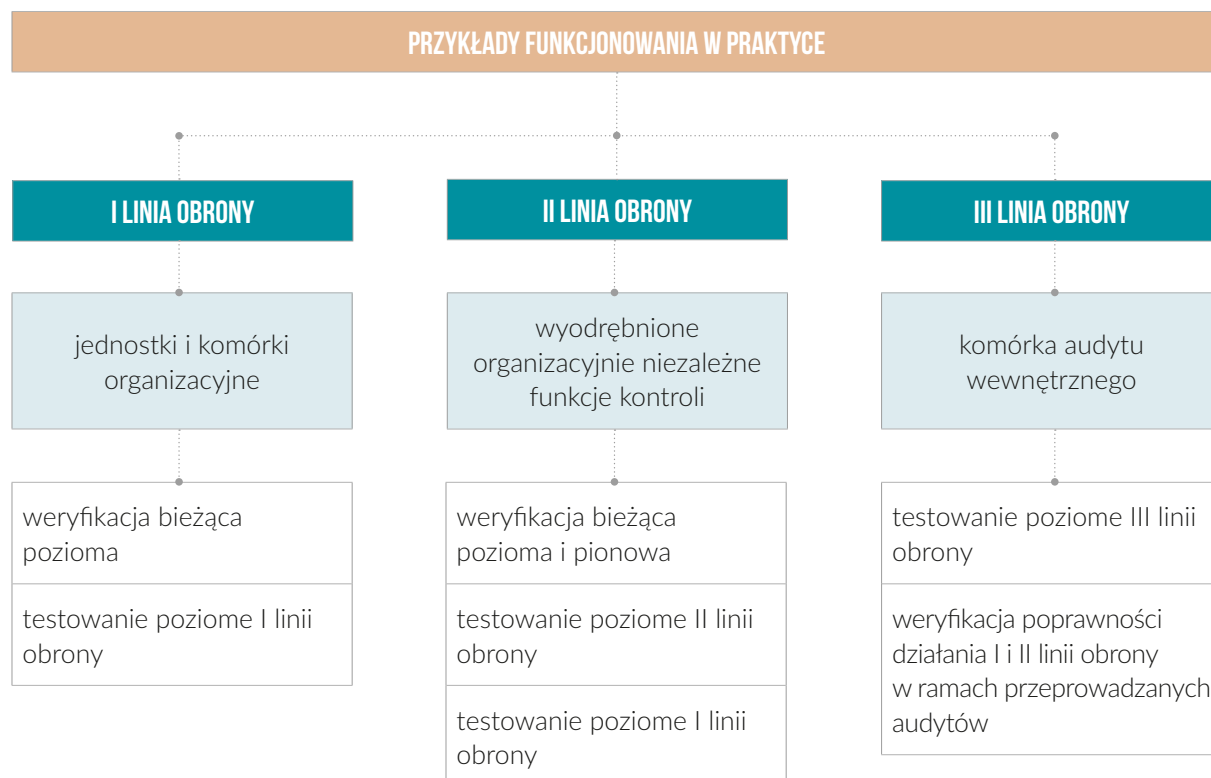 PRZYKŁADY FUNKCJONOWANIA W PRAKTYCE
I LINIA OBRONY
jednostki i komórki
organizacyjne
weryfikacja bieżąca
pozioma
testowanie poziome I linii
obrony
II LINIA OBRONY
wyodrębnione
organizacyjnie niezależne
funkcje kontroli
weryfikacja bieżąca
pozioma i pionowa
testowanie poziome II linii
obrony
testowanie poziome I linii
obrony
III LINIA OBRONY
komórka audytu
wewnętrznego
testowanie poziome III linii
obrony
weryfikacja poprawności
działania I i II linii obrony
w ramach przeprowadzanych
audytów